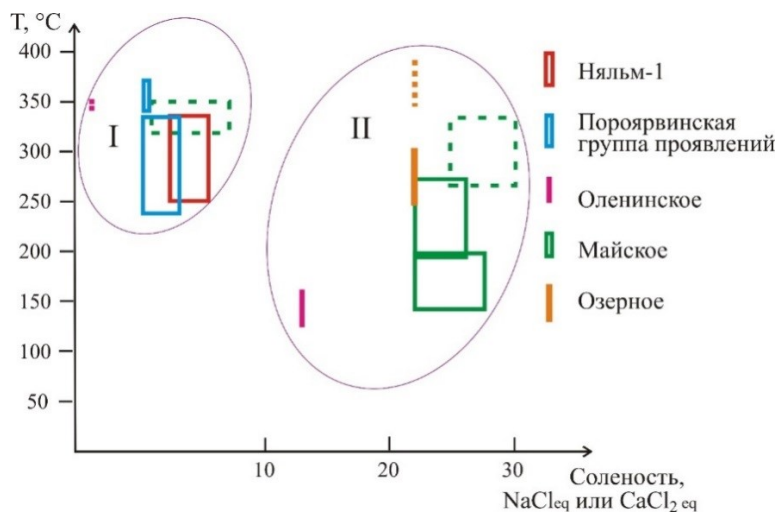 T, °C
400
350
300
250
200
150
100
50
I
II
Няльм-1
Пороярвинская
группа проявлений
Оленинское
Майское
Озерное
10
20
30
Соленость,
NaCleq или CaCl2 eq